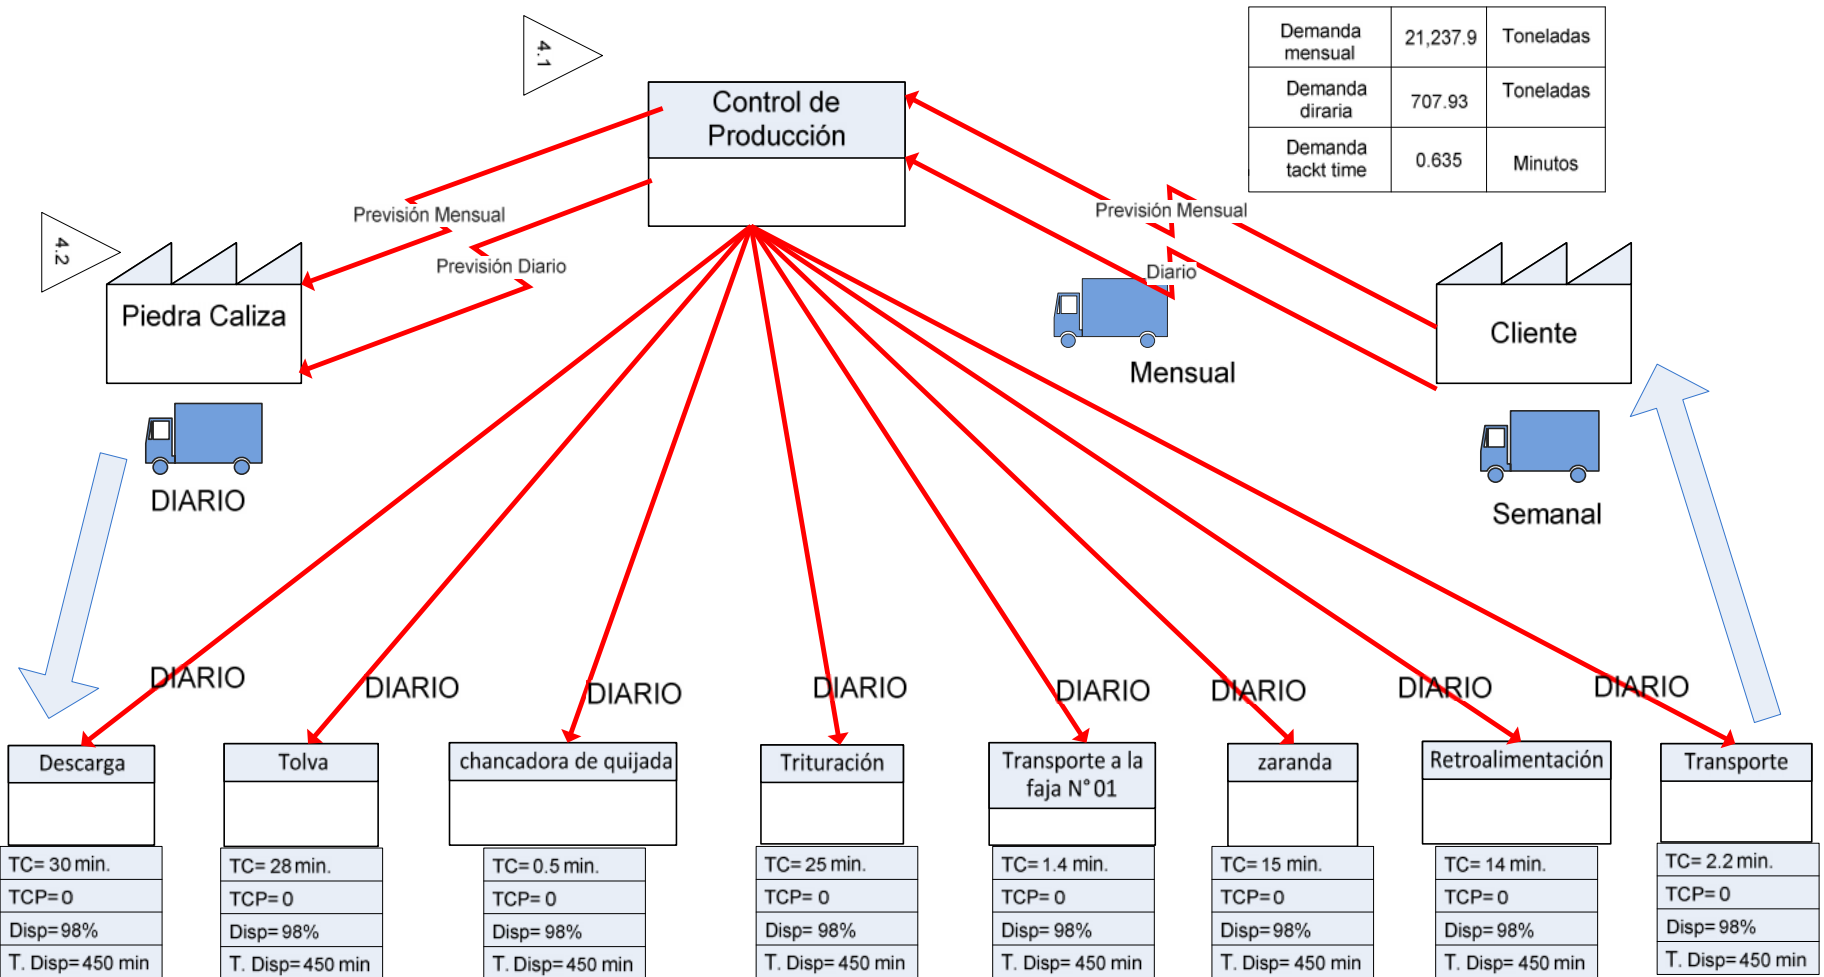 4.1
Demanda
mensual
21,237.9
Toneladas
Demanda
diraria
707.93
Toneladas
Demanda
tackt time
0.635
Minutos
Control de
Producción
Previsión Mensual
Previsión Diario
Previsión Mensual
Diario
4.2
Piedra Caliza
Cliente
Mensual
DIARIO
Semanal
DIARIO
DIARIO
DIARIO
DIARIO
DIARIO
DIARIO
DIARIO
DIARIO
Descarga
TC= 30 min.
TCP= 0
Disp= 98%
T. Disp= 450 min
Tolva
TC= 28 min.
TCP= 0
Disp= 98%
T. Disp= 450 min
chancadora de quijada
TC= 0.5 min.
TCP= 0
Disp= 98%
T. Disp= 450 min
Trituración
TC= 25 min.
TCP= 0
Disp= 98%
T. Disp= 450 min
Transporte a la
faja N° 01
TC= 1.4 min.
TCP= 0
Disp= 98%
T. Disp= 450 min
zaranda
TC= 15 min.
TCP= 0
Disp= 98%
T. Disp= 450 min
Retroalimentación
TC= 14 min.
TCP= 0
Disp= 98%
T. Disp= 450 min
Transporte
TC= 2.2 min.
TCP= 0
Disp= 98%
T. Disp= 450 min